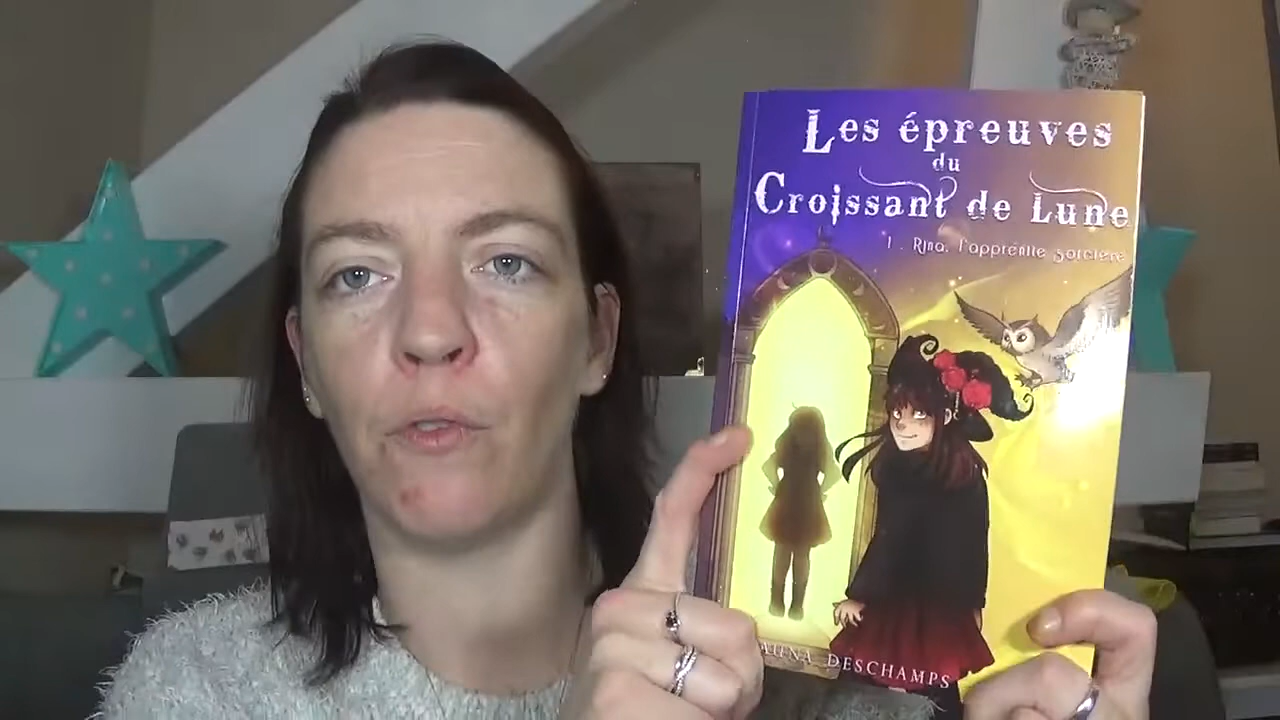 Les épreuves
du
Croissant de Lune
1. Rina, l'apprentie sorcière
DESCHAMPS